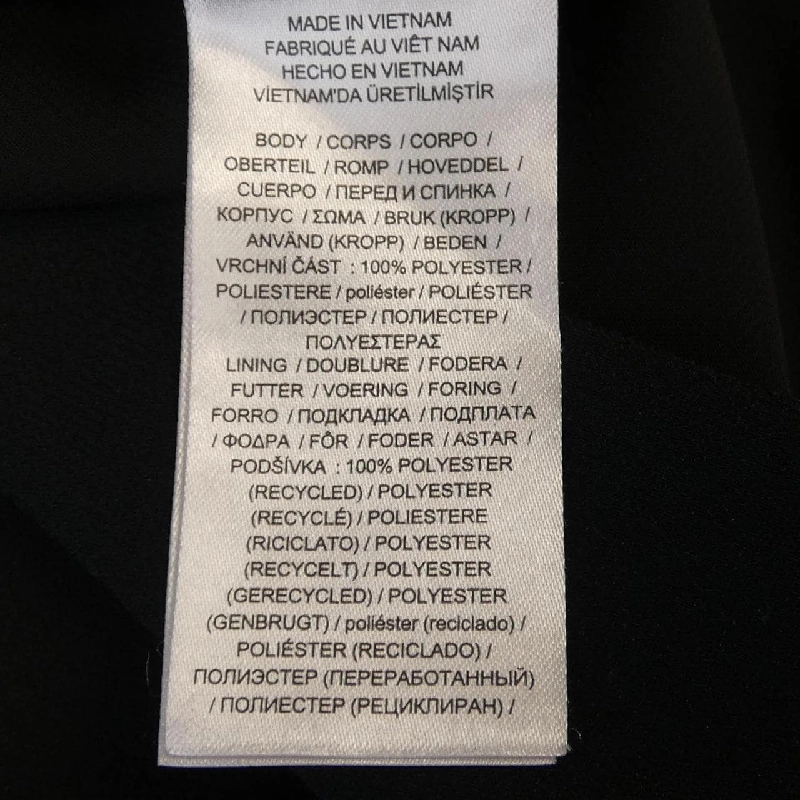 MADE IN VIETNAM
FABRIQUÉ AU VIÊT NAM
HECHO EN VIETNAM
VİETNAM'DA ÜRETİLMİŞTİR
BODY / CORPS / CORPO /
OBERTEIL / ROMP / HOVEDDEL /
CUERPO / ПЕРЕД И СПИНКА /
КОРПУС / ΣΩΜΑ / BRUK (KROPP) /
ANVÄND (KROPP) / BEDEN /
VRCHNÍ ČÁST : 100% POLYESTER /
POLIESTERE / poliéster / POLIÉSTER
/ ПОЛИЭСТЕР / ПОЛИЕСТЕР /
ΠΟΛΥΕΣΤΕΡΑΣ
LINING / DOUBLURE / FODERA /
FUTTER / VOERING / FORING /
FORRO / ПОДКЛАДКА / ПОДПЛАТА
/ ΦΟΔΡΑ / FÔR / FODER / ASTAR /
PODŠÍVKA : 100% POLYESTER
(RECYCLED) / POLYESTER
(RECYCLÉ) / POLIESTERE
(RICICLATO) / POLYESTER
(RECYCELT) / POLYESTER
(GERECYCLED) / POLYESTER
(GENBRUGT) / poliéster (reciclado) /
POLIÉSTER (RECICLADO) /
ПОЛИЭСТЕР (ПЕРЕРАБОТАННЫЙ)
/ ПОЛИЕСТЕР (РЕЦИКЛИРАН) /